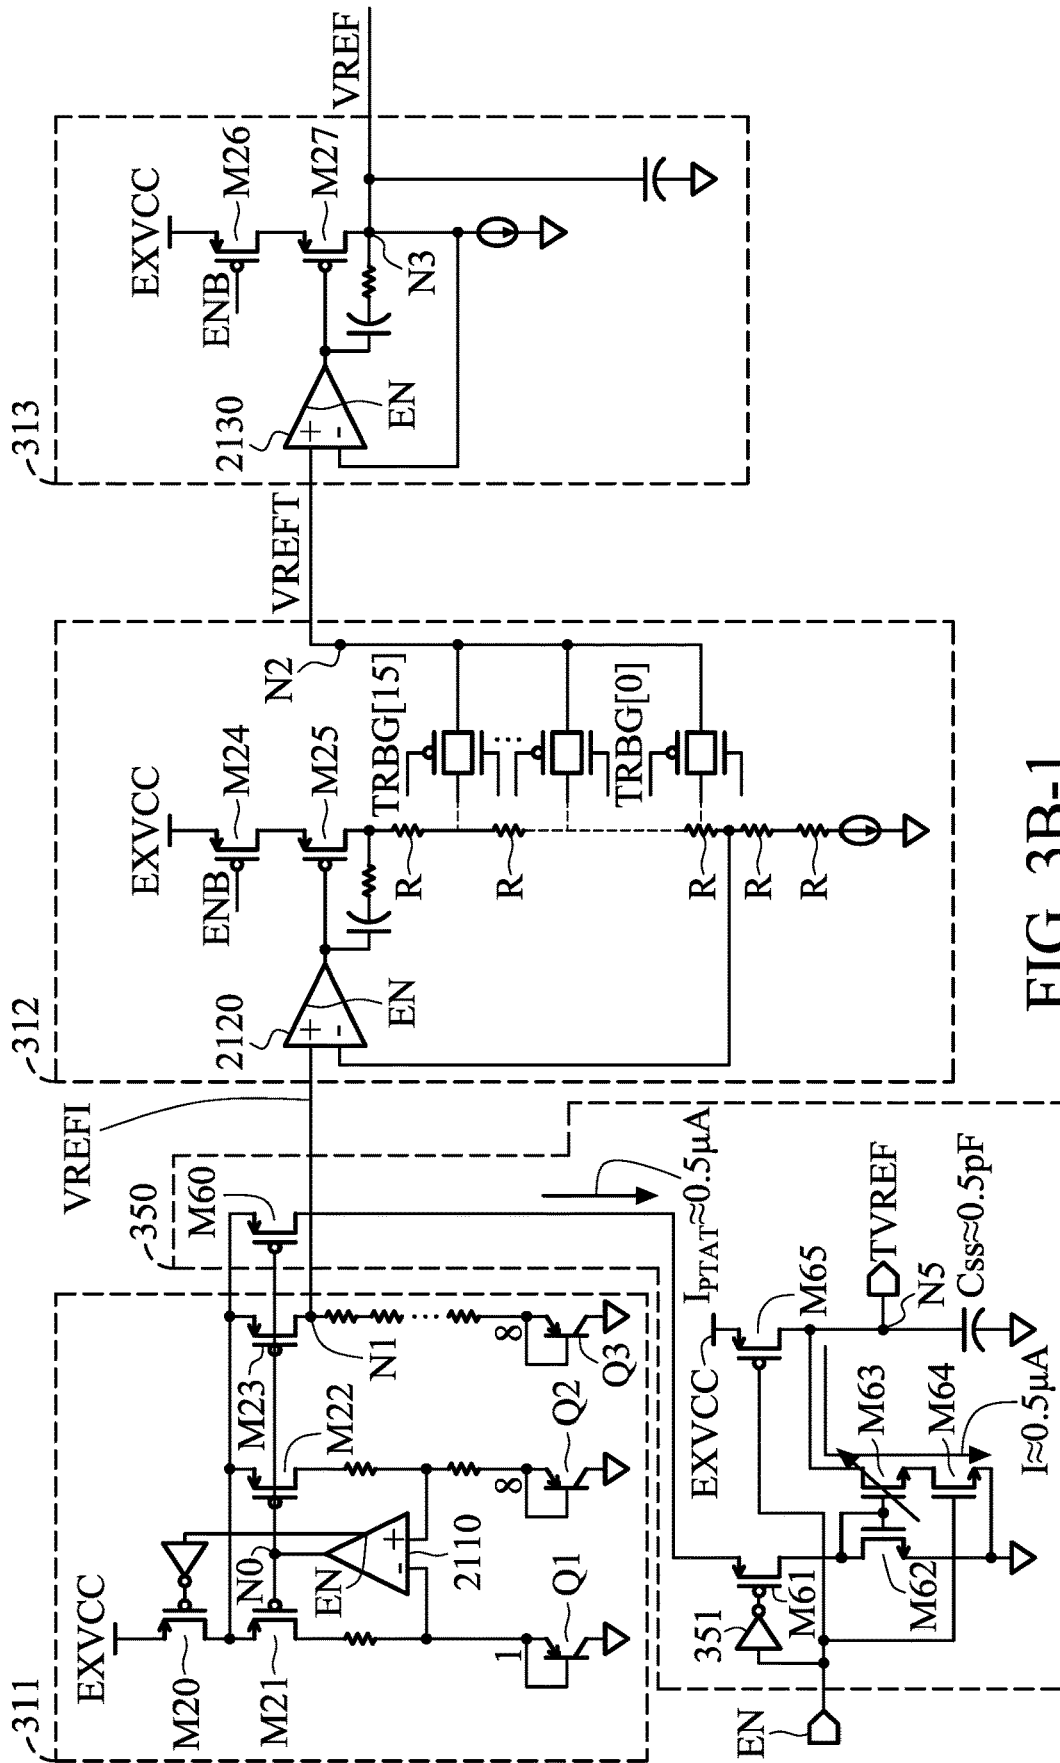 311
EXVCC
M20
M21
N0
EN
M23
M22
N1
2110
+
-
1
8
8
Q1
Q2
Q3
350
M60
VREFI
I_PTAT≈0.5μA
EN
351
M61
M62
EXVCC
M65
M63
M64
I≈0.5μA
TVREF
N5
Css≈0.5pF
312
EXVCC
ENB
M24
M25
2120
+
-
EN
N2
TRBG[15]
...
TRBG[0]
R
R
R
R
R
VREFT
313
EXVCC
ENB
M26
M27
2130
+
-
EN
N3
VREF
FIG. 3B-1